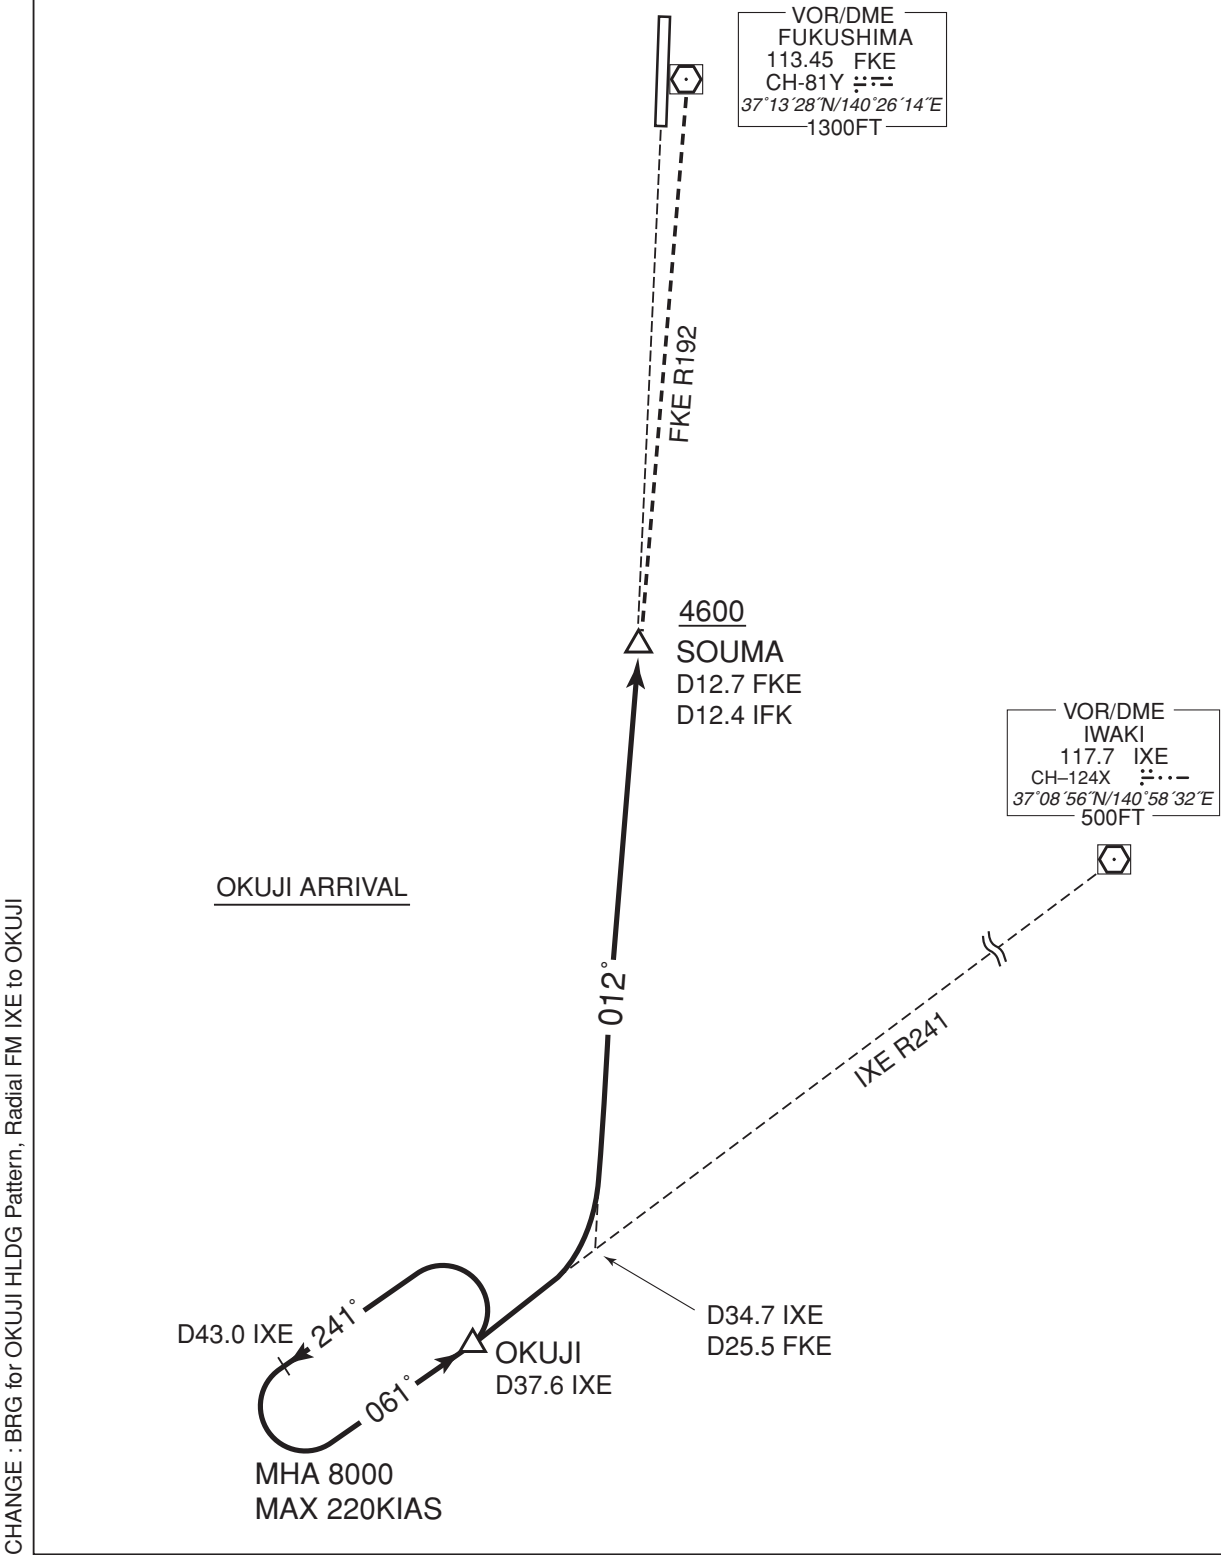 VOR/DME
FUKUSHIMA
113.45 FKE
CH-81Y
37°13´28˝N/140°26´14˝E
1300FT
FKE R192
4600
SOUMA
D12.7 FKE
D12.4 IFK
VOR/DME
IWAKI
117.7 IXE
CH–124X
37°08´56˝N/140°58´32˝E
500FT
OKUJI ARRIVAL
012°
IXE R241
D34.7 IXE
D25.5 FKE
D43.0 IXE
241°
061°
OKUJI
D37.6 IXE
MHA 8000
MAX 220KIAS
CHANGE : BRG for OKUJI HLDG Pattern, Radial FM IXE to OKUJI